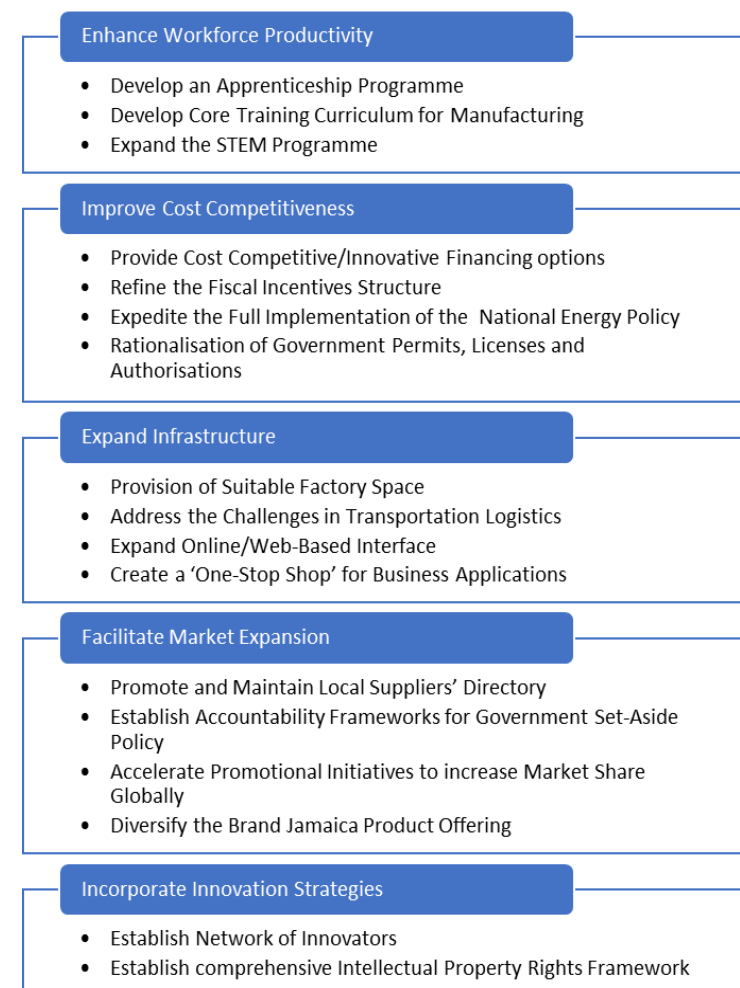 Enhance Workforce Productivity
• Develop an Apprenticeship Programme
• Develop Core Training Curriculum for Manufacturing
• Expand the STEM Programme
Improve Cost Competitiveness
• Provide Cost Competitive/Innovative Financing options
• Refine the Fiscal Incentives Structure
• Expedite the Full Implementation of the  National Energy Policy
• Rationalisation of Government Permits, Licenses and
Authorisations
Expand Infrastructure
• Provision of Suitable Factory Space
• Address the Challenges in Transportation Logistics
• Expand Online/Web-Based Interface
• Create a ‘One-Stop Shop’ for Business Applications
Facilitate Market Expansion
• Promote and Maintain Local Suppliers’ Directory
• Establish Accountability Frameworks for Government Set-Aside
Policy
• Accelerate Promotional Initiatives to increase Market Share
Globally
• Diversify the Brand Jamaica Product Offering
Incorporate Innovation Strategies
• Establish Network of Innovators
• Establish comprehensive Intellectual Property Rights Framework